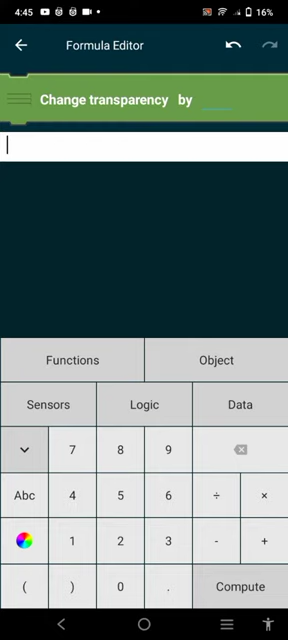 4:45
16%
Formula Editor
Change transparency by
Functions Object
Sensors Logic Data
7 8 9
Abc 4 5 6 ÷ ×
1 2 3 - +
( ) 0 . Compute